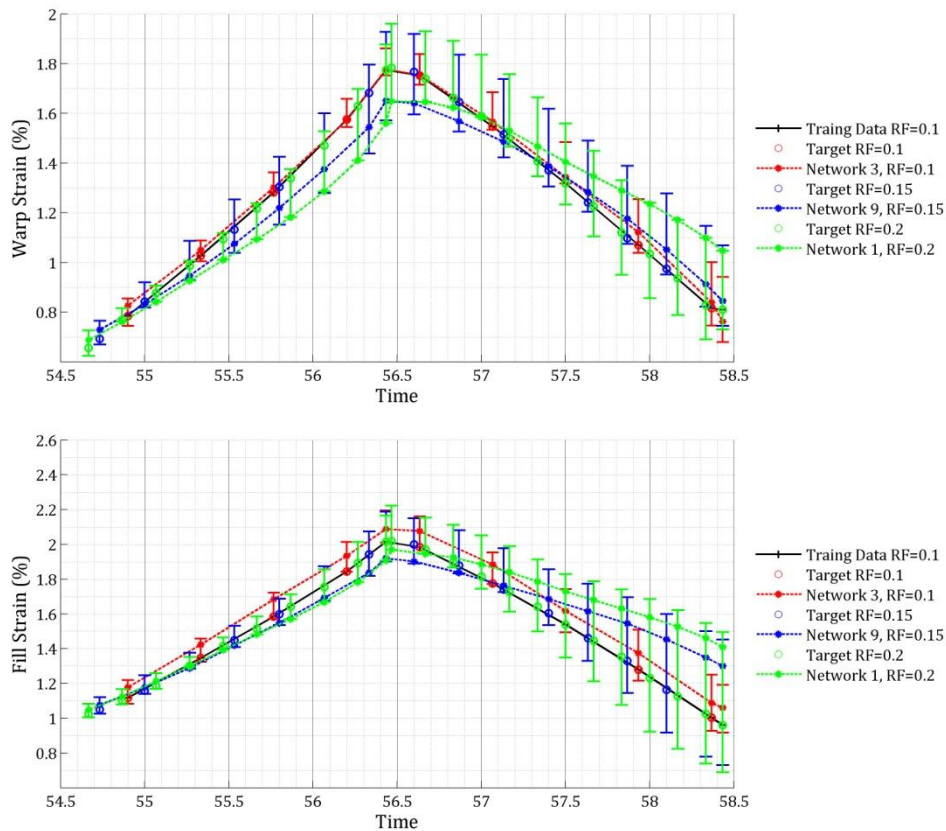 2
1.8
1.6
1.4
1.2
1
0.8
Warp Strain (%)
54.5 55 55.5 56 56.5 57 57.5 58 58.5
Time
Traing Data RF=0.1
Target RF=0.1
Network 3, RF=0.1
Target RF=0.15
Network 9, RF=0.15
Target RF=0.2
Network 1, RF=0.2
2.6
2.4
2.2
2
1.8
1.6
1.4
1.2
1
0.8
Fill Strain (%)
54.5 55 55.5 56 56.5 57 57.5 58 58.5
Time
Traing Data RF=0.1
Target RF=0.1
Network 3, RF=0.1
Target RF=0.15
Network 9, RF=0.15
Target RF=0.2
Network 1, RF=0.2